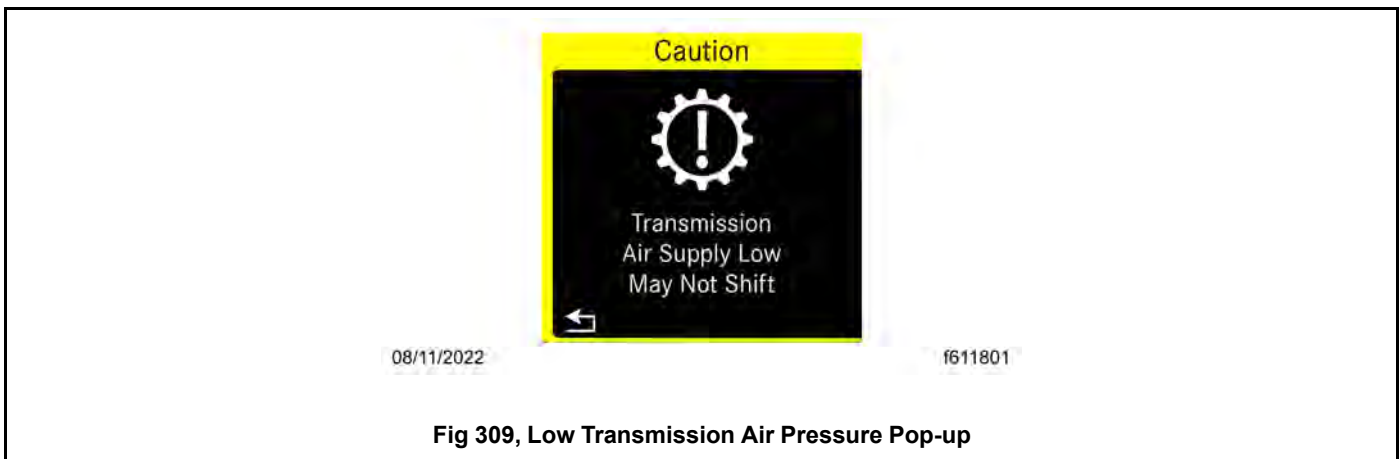 Caution
Transmission
Air Supply Low
May Not Shift
08/11/2022
f611801
Fig 309, Low Transmission Air Pressure Pop-up